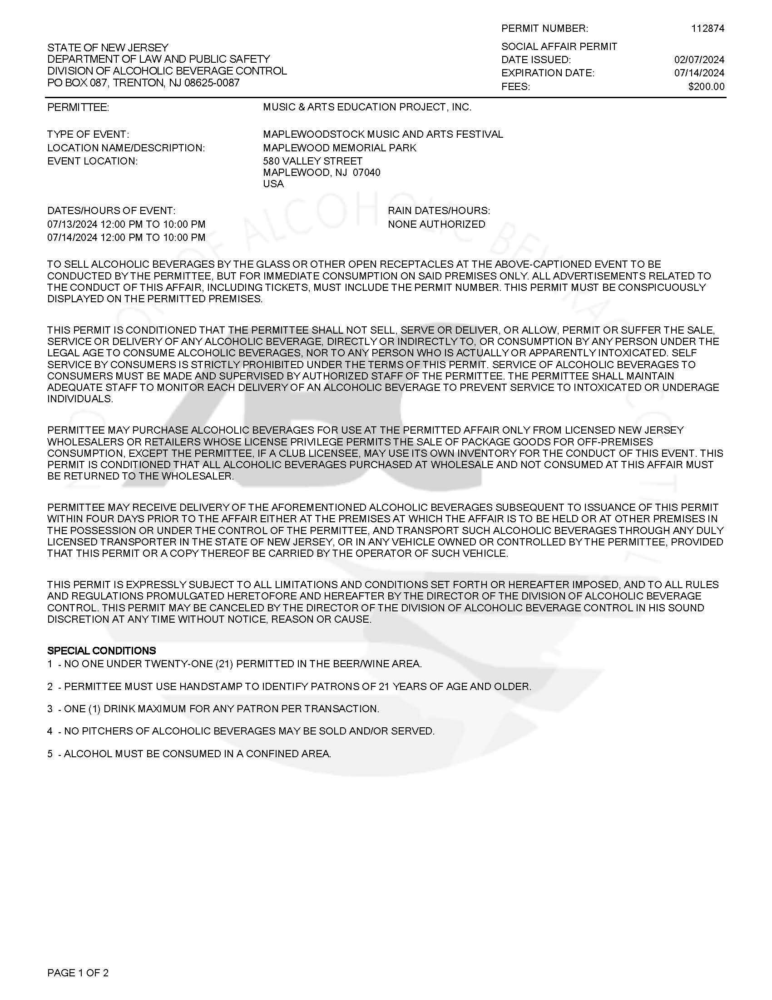 PERMIT NUMBER: 112874
STATE OF NEW JERSEY
DEPARTMENT OF LAW AND PUBLIC SAFETY
DIVISION OF ALCOHOLIC BEVERAGE CONTROL
PO BOX 087, TRENTON, NJ 08625-0087
SOCIAL AFFAIR PERMIT
DATE ISSUED: 02/07/2024
EXPIRATION DATE: 07/14/2024
FEES: $200.00
PERMITTEE: MUSIC & ARTS EDUCATION PROJECT, INC.
TYPE OF EVENT: MAPLEWOODSTOCK MUSIC AND ARTS FESTIVAL
LOCATION NAME/DESCRIPTION: MAPLEWOOD MEMORIAL PARK
EVENT LOCATION: 580 VALLEY STREET
MAPLEWOOD, NJ 07040
USA
DATES/HOURS OF EVENT:
07/13/2024 12:00 PM TO 10:00 PM
07/14/2024 12:00 PM TO 10:00 PM
RAIN DATES/HOURS:
NONE AUTHORIZED
TO SELL ALCOHOLIC BEVERAGES BY THE GLASS OR OTHER OPEN RECEPTACLES AT THE ABOVE-CAPTIONED EVENT TO BE
CONDUCTED BY THE PERMITTEE, BUT FOR IMMEDIATE CONSUMPTION ON SAID PREMISES ONLY. ALL ADVERTISEMENTS RELATED TO
THE CONDUCT OF THIS AFFAIR, INCLUDING TICKETS, MUST INCLUDE THE PERMIT NUMBER. THIS PERMIT MUST BE CONSPICUOUSLY
DISPLAYED ON THE PERMITTED PREMISES.
THIS PERMIT IS CONDITIONED THAT THE PERMITTEE SHALL NOT SELL, SERVE OR DELIVER, OR ALLOW, PERMIT OR SUFFER THE SALE,
SERVICE OR DELIVERY OF ANY ALCOHOLIC BEVERAGE, DIRECTLY OR INDIRECTLY TO, OR CONSUMPTION BY ANY PERSON UNDER THE
LEGAL AGE TO CONSUME ALCOHOLIC BEVERAGES, NOR TO ANY PERSON WHO IS ACTUALLY OR APPARENTLY INTOXICATED. SELF
SERVICE BY CONSUMERS IS STRICTLY PROHIBITED UNDER THE TERMS OF THIS PERMIT. SERVICE OF ALCOHOLIC BEVERAGES TO
CONSUMERS MUST BE MADE AND SUPERVISED BY AUTHORIZED STAFF OF THE PERMITTEE. THE PERMITTEE SHALL MAINTAIN
ADEQUATE STAFF TO MONITOR EACH DELIVERY OF AN ALCOHOLIC BEVERAGE TO PREVENT SERVICE TO INTOXICATED OR UNDERAGE
INDIVIDUALS.
PERMITTEE MAY PURCHASE ALCOHOLIC BEVERAGES FOR USE AT THE PERMITTED AFFAIR ONLY FROM LICENSED NEW JERSEY
WHOLESALERS OR RETAILERS WHOSE LICENSE PRIVILEGE PERMITS THE SALE OF PACKAGE GOODS FOR OFF-PREMISES
CONSUMPTION, EXCEPT THE PERMITTEE, IF A CLUB LICENSEE, MAY USE ITS OWN INVENTORY FOR THE CONDUCT OF THIS EVENT. THIS
PERMIT IS CONDITIONED THAT ALL ALCOHOLIC BEVERAGES PURCHASED AT WHOLESALE AND NOT CONSUMED AT THIS AFFAIR MUST
BE RETURNED TO THE WHOLESALER.
PERMITTEE MAY RECEIVE DELIVERY OF THE AFOREMENTIONED ALCOHOLIC BEVERAGES SUBSEQUENT TO ISSUANCE OF THIS PERMIT
WITHIN FOUR DAYS PRIOR TO THE AFFAIR EITHER AT THE PREMISES AT WHICH THE AFFAIR IS TO BE HELD OR AT OTHER PREMISES IN
THE POSSESSION OR UNDER THE CONTROL OF THE PERMITTEE, AND TRANSPORT SUCH ALCOHOLIC BEVERAGES THROUGH ANY DULY
LICENSED TRANSPORTER IN THE STATE OF NEW JERSEY, OR IN ANY VEHICLE OWNED OR CONTROLLED BY THE PERMITTEE, PROVIDED
THAT THIS PERMIT OR A COPY THEREOF BE CARRIED BY THE OPERATOR OF SUCH VEHICLE.
THIS PERMIT IS EXPRESSLY SUBJECT TO ALL LIMITATIONS AND CONDITIONS SET FORTH OR HEREAFTER IMPOSED, AND TO ALL RULES
AND REGULATIONS PROMULGATED HERETOFORE AND HEREAFTER BY THE DIRECTOR OF THE DIVISION OF ALCOHOLIC BEVERAGE
CONTROL. THIS PERMIT MAY BE CANCELED BY THE DIRECTOR OF THE DIVISION OF ALCOHOLIC BEVERAGE CONTROL IN HIS SOUND
DISCRETION AT ANY TIME WITHOUT NOTICE, REASON OR CAUSE.
SPECIAL CONDITIONS
1 - NO ONE UNDER TWENTY-ONE (21) PERMITTED IN THE BEER/WINE AREA.
2 - PERMITTEE MUST USE HANDSTAMP TO IDENTIFY PATRONS OF 21 YEARS OF AGE AND OLDER.
3 - ONE (1) DRINK MAXIMUM FOR ANY PATRON PER TRANSACTION.
4 - NO PITCHERS OF ALCOHOLIC BEVERAGES MAY BE SOLD AND/OR SERVED.
5 - ALCOHOL MUST BE CONSUMED IN A CONFINED AREA.
ABC
PAGE 1 OF 2